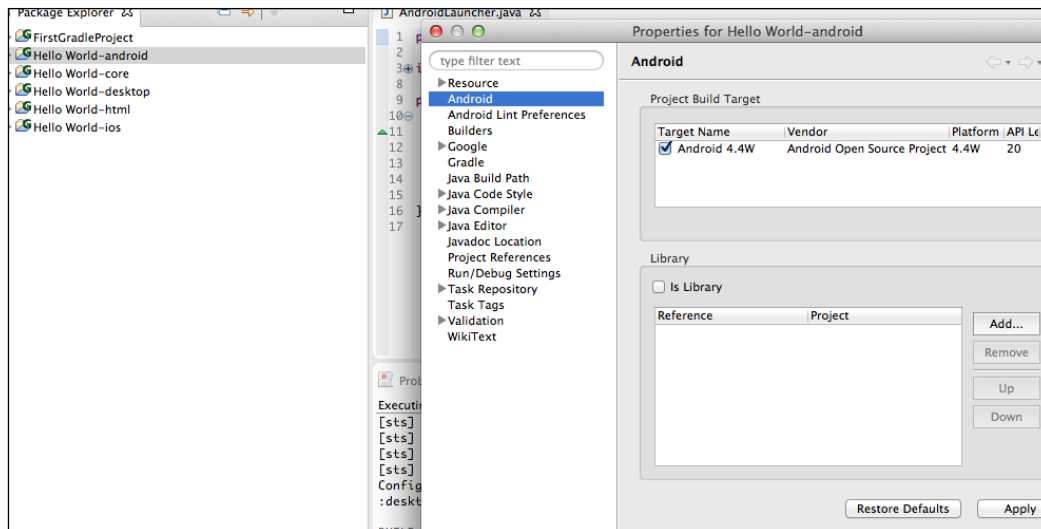 Package Explorer
FirstGradleProject
Hello World-android
Hello World-core
Hello World-desktop
Hello World-html
Hello World-ios
AndroidLauncher.java
1 p
2
3 i
8
9 p
10
11
12
13
14
15
16 }
17
Executi
[sts]
[sts]
[sts]
[sts]
Config
:deskt
Properties for Hello World-android
type filter text
Resource
Android
Android Lint Preferences
Builders
Google
Gradle
Java Build Path
Java Code Style
Java Compiler
Java Editor
Javadoc Location
Project References
Run/Debug Settings
Task Repository
Task Tags
Validation
WikiText
Android
Project Build Target
Target Name Vendor Platform API Le
Android 4.4W Android Open Source Project 4.4W 20
Library
Is Library
Reference Project
Add...
Remove
Up
Down
Restore Defaults Apply